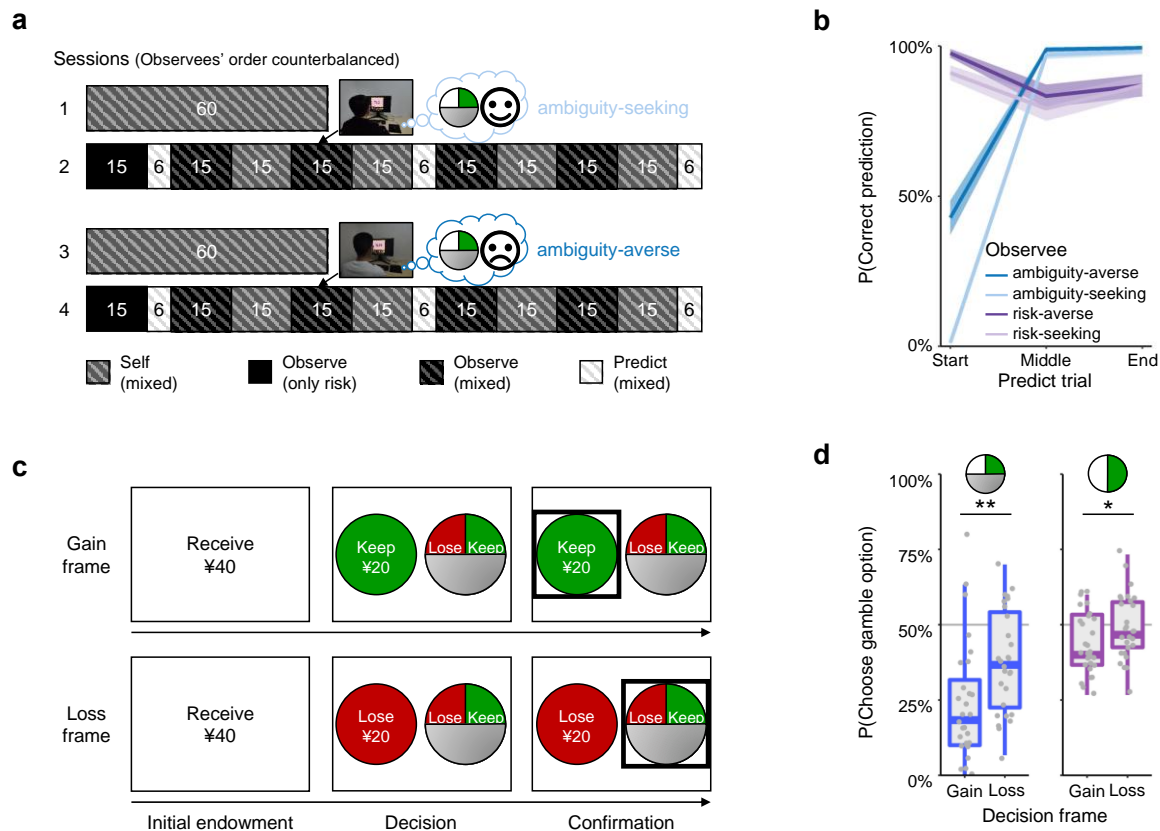 a
Sessions (Observees' order counterbalanced)
1
60
ambiguity-seeking
2
15 6 15 15 15 15 6 15 15 15 15 6
3
60
ambiguity-averse
4
15 6 15 15 15 15 6 15 15 15 15 6
Self
(mixed)
Observe
(only risk)
Observe
(mixed)
Predict
(mixed)
b
100%
50%
0%
P(Correct prediction)
Observee
ambiguity-averse
ambiguity-seeking
risk-averse
risk-seeking
Start Middle End
Predict trial
c
Gain
frame
Receive
¥40
Keep
¥20
Lose Keep
Keep
¥20
Lose Keep
Loss
frame
Receive
¥40
Lose
¥20
Lose Keep
Lose
¥20
Lose Keep
Initial endowment Decision Confirmation
d
100%
75%
50%
25%
0%
P(Choose gamble option)
**
*
Gain Loss Gain Loss
Decision frame